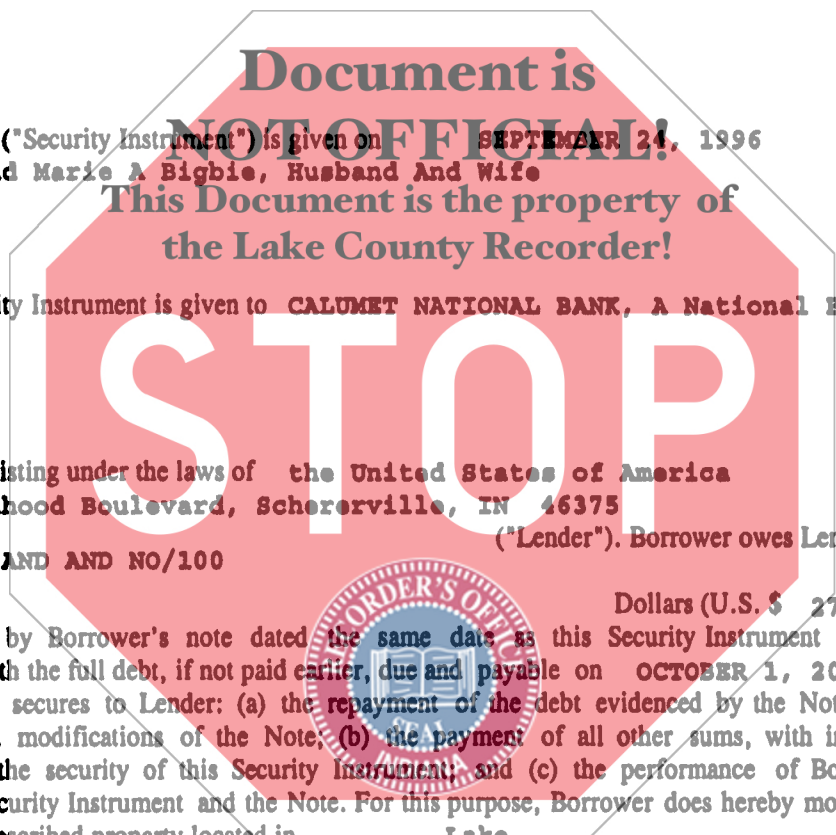 Document is
("Security Instrument") is given on SEPTEMBER 24, 1996
NOT OFFICIAL!
Marie A Bigbie, Husband And Wife
This Document is the property of
the Lake County Recorder!
ty Instrument is given to CALUMET NATIONAL BANK, A National
STOP
isting under the laws of the United States of America
hood Boulevard, Schererville, IN 46375
("Lender"). Borrower owes Len
AND AND NO/100
Dollars (U.S. $ 27
by Borrower's note dated the same date as this Security Instrument
th the full debt, if not paid earlier, due and payable on OCTOBER 1, 20
secures to Lender: (a) the repayment of the debt evidenced by the Not
modifications of the Note; (b) the payment of all other sums, with in
the security of this Security Instrument; and (c) the performance of Bo
curity Instrument and the Note. For this purpose, Borrower does hereby mo
scribed property located in Lake
RECORDER'S OFFICE
SEAL